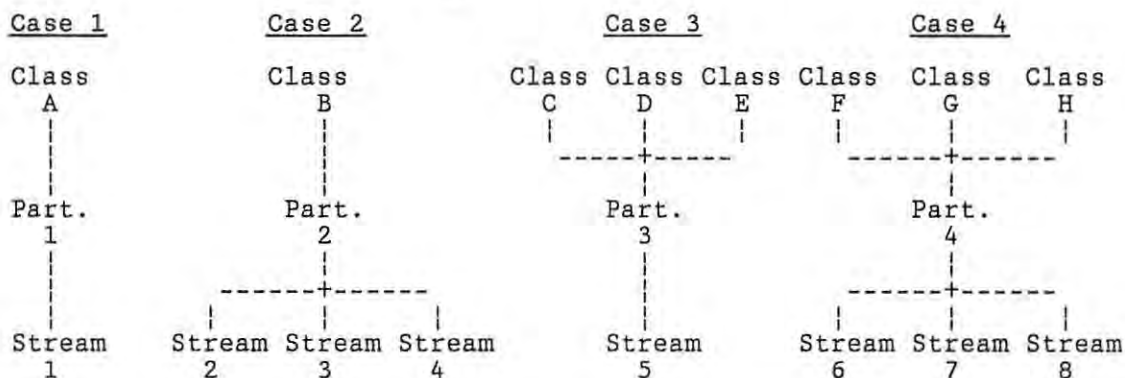 Case 1 Case 2 Case 3 Case 4
Class Class Class Class Class Class Class Class
A B C D E F G H
Part. Part. Part. Part.
1 2 3 4
Stream Stream Stream Stream Stream Stream Stream Stream
1 2 3 4 5 6 7 8